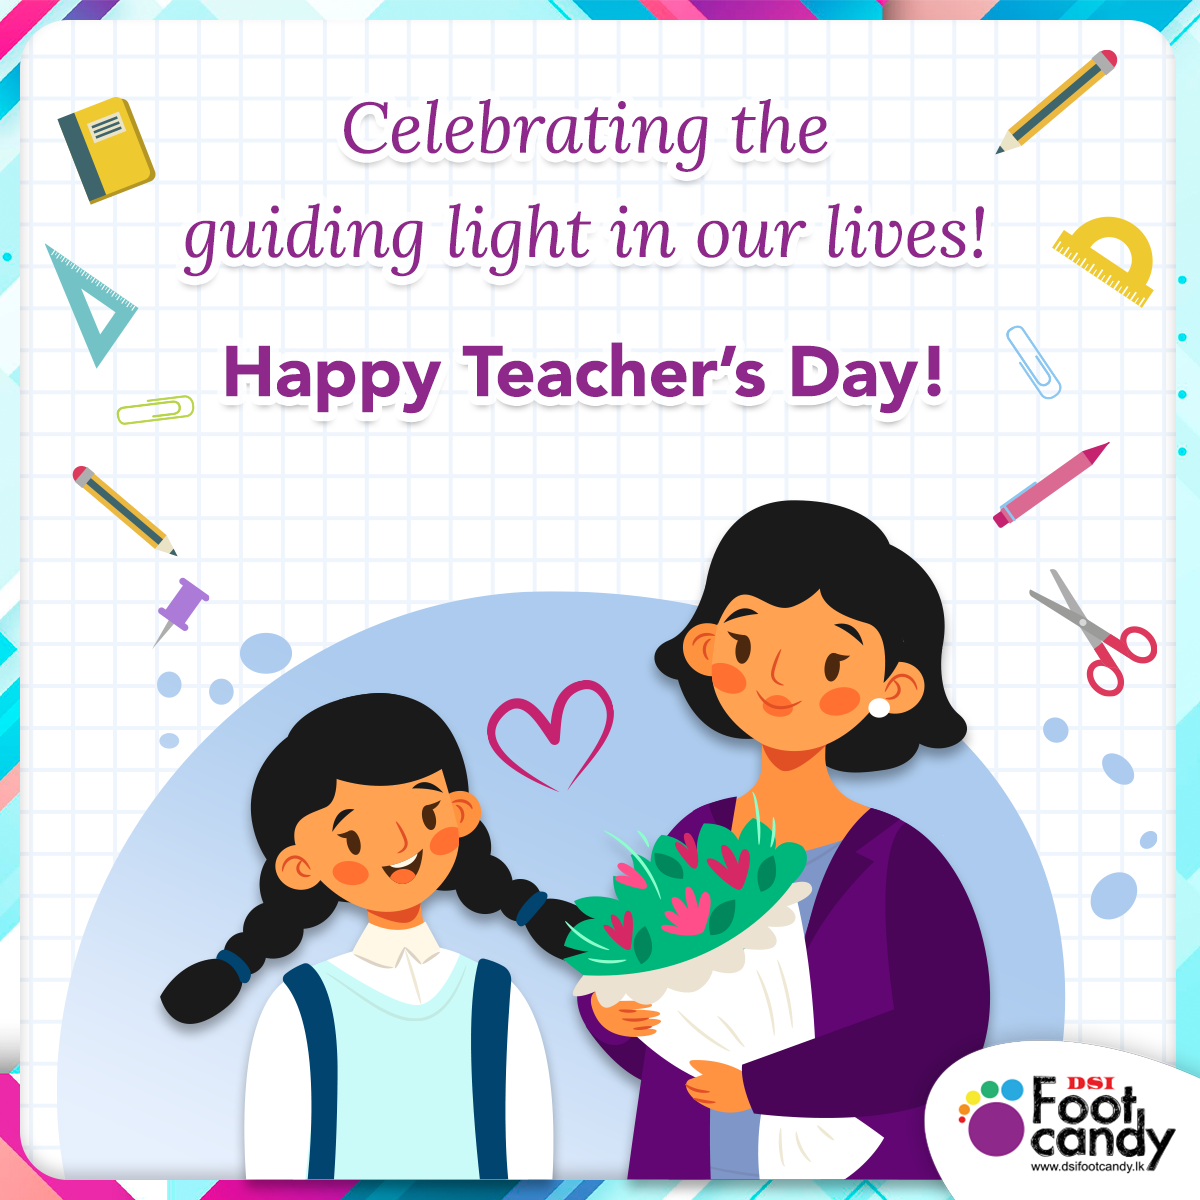 Celebrating the
guiding light in our lives!
Happy Teacher’s Day!
DSI
Foot
candy
www.dsifootcandy.lk